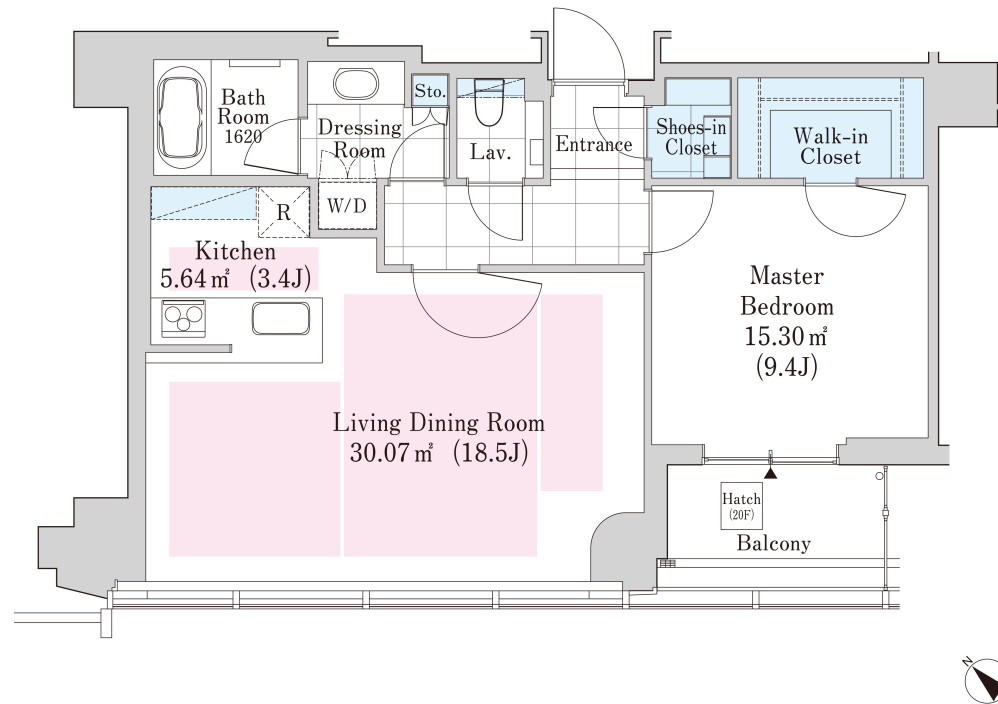 Bath
Room
1620
Dressing
Room
Sto.
Lav.
Entrance
Shoes-in
Closet
Walk-in
Closet
W/D
R
Kitchen
5.64㎡ (3.4J)
Master
Bedroom
15.30㎡
(9.4J)
Living Dining Room
30.07㎡ (18.5J)
Hatch
(20F)
Balcony
N